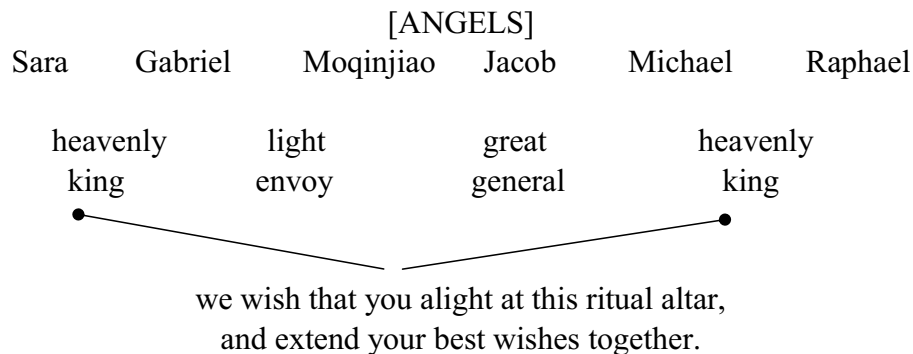 [ANGELS]
Sara Gabriel Moqinjiao Jacob Michael Raphael
heavenly light great heavenly
king envoy general king
we wish that you alight at this ritual altar,
and extend your best wishes together.